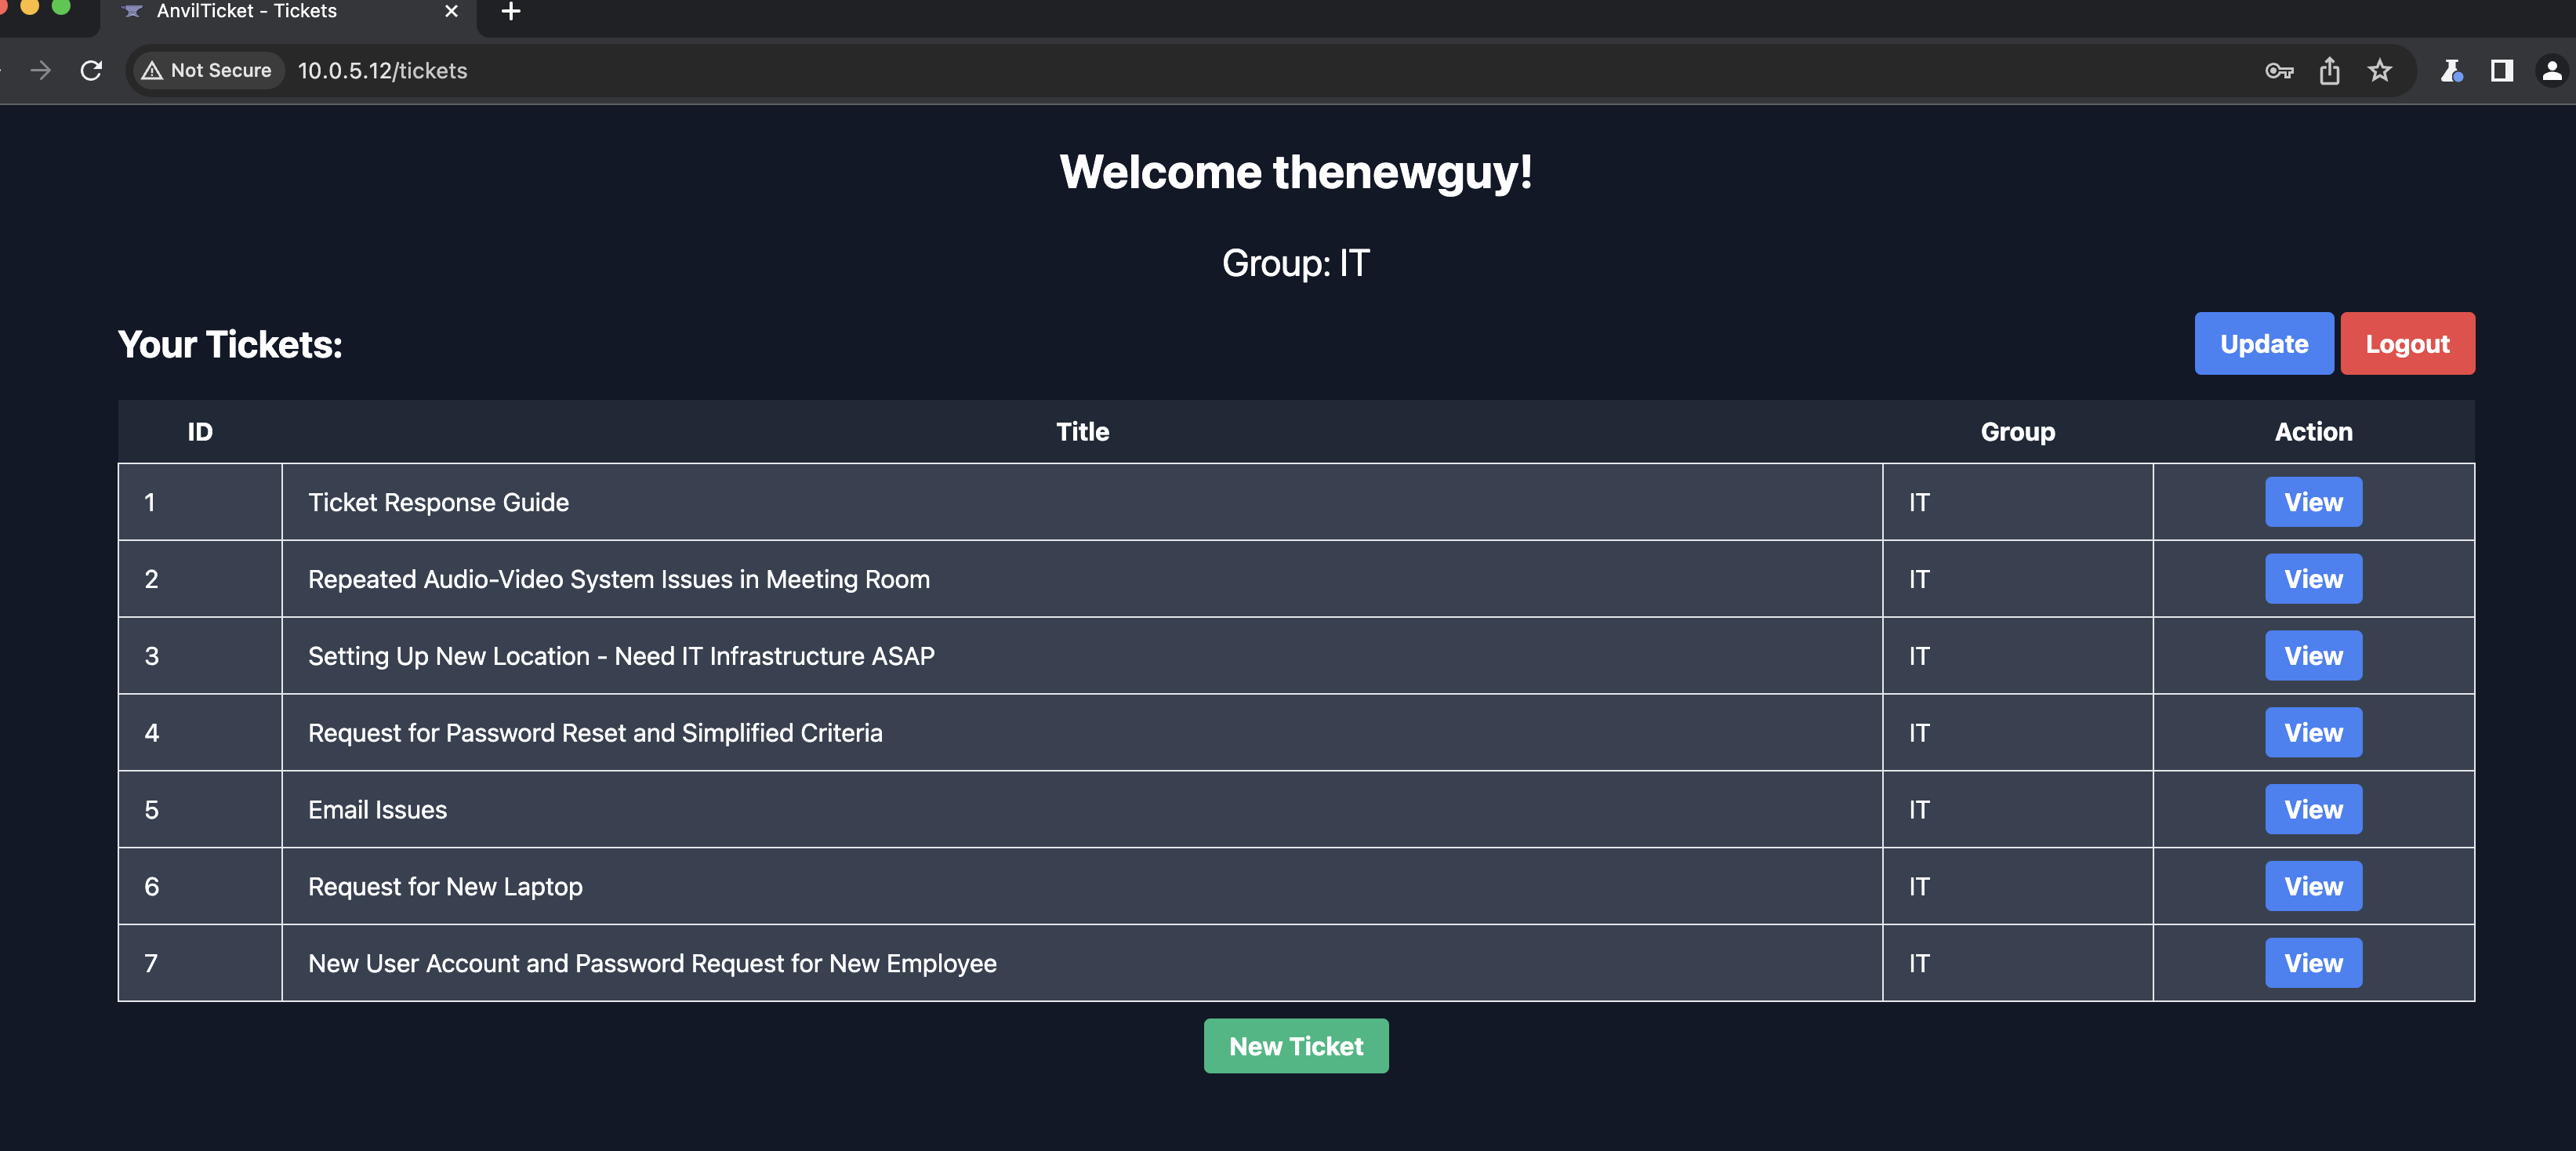 AnvilTicket - Tickets
Not Secure 10.0.5.12/tickets
Welcome thenewguy!
Group: IT
Your Tickets: Update Logout
ID Title Group Action
1 Ticket Response Guide IT View
2 Repeated Audio-Video System Issues in Meeting Room IT View
3 Setting Up New Location - Need IT Infrastructure ASAP IT View
4 Request for Password Reset and Simplified Criteria IT View
5 Email Issues IT View
6 Request for New Laptop IT View
7 New User Account and Password Request for New Employee IT View
New Ticket